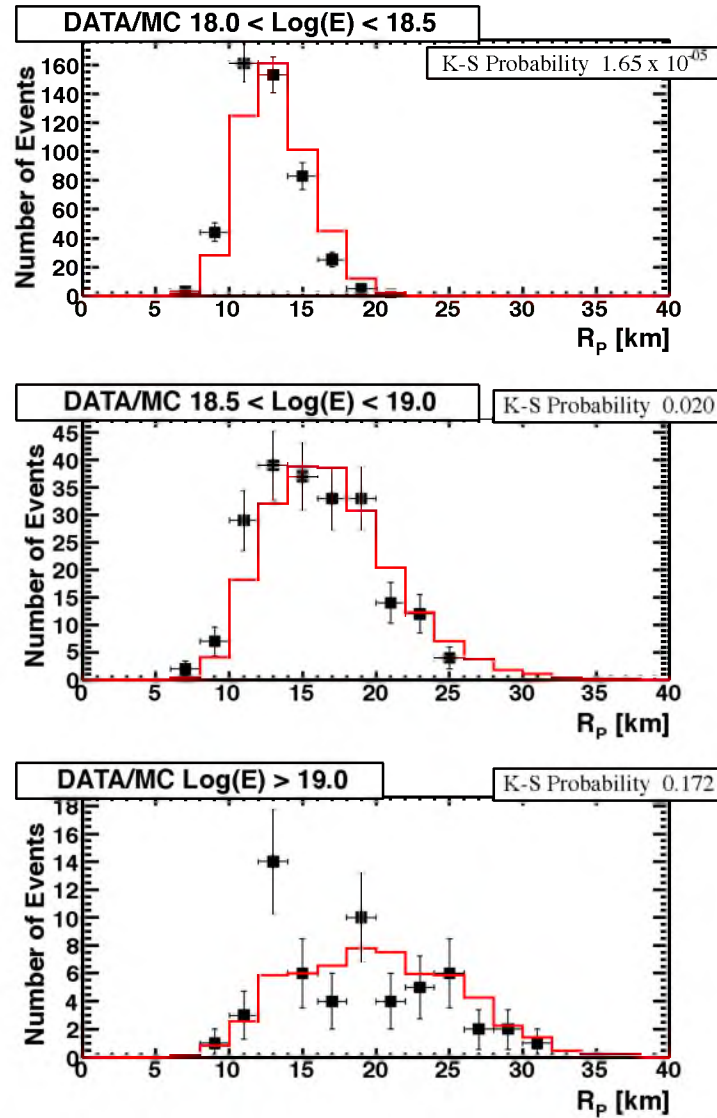 DATA/MC 18.0 < Log(E) < 18.5
K-S Probability 1.65 x 10^-05
Number of Events
160
140
120
100
80
60
40
20
0
0 5 10 15 20 25 30 35 40
R_P [km]
DATA/MC 18.5 < Log(E) < 19.0
K-S Probability 0.020
Number of Events
45
40
35
30
25
20
15
10
5
0
0 5 10 15 20 25 30 35 40
R_P [km]
DATA/MC Log(E) > 19.0
K-S Probability 0.172
Number of Events
18
16
14
12
10
8
6
4
2
0
0 5 10 15 20 25 30 35 40
R_P [km]